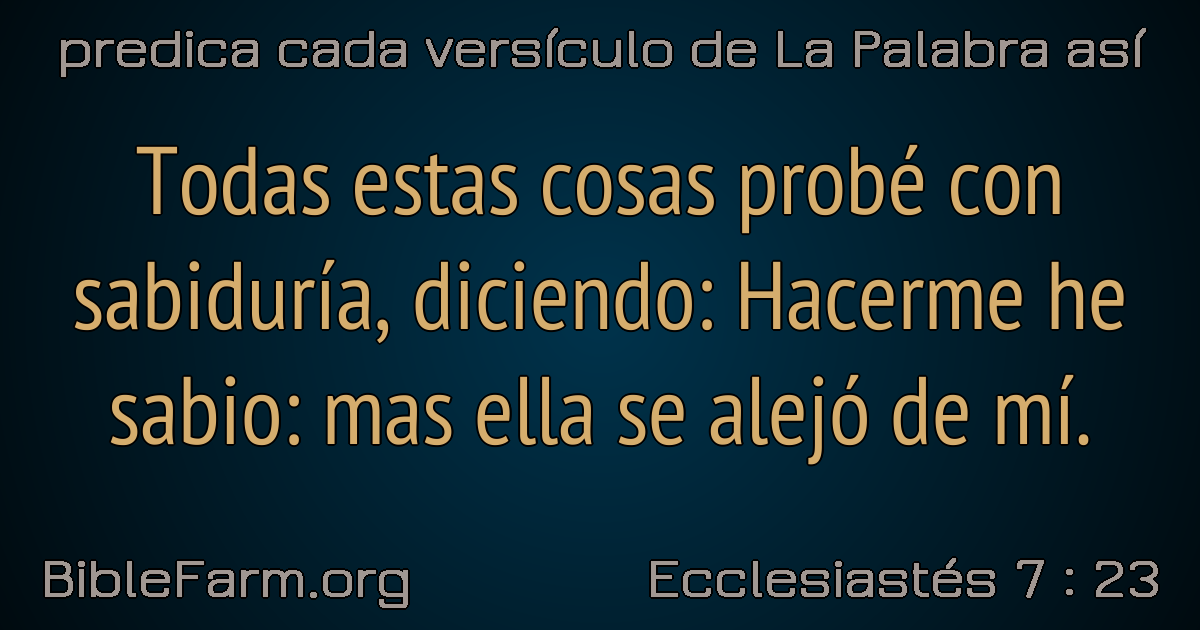 predica cada versículo de La Palabra así
Todas estas cosas probé con
sabiduría, diciendo: Hacerme he
sabio: mas ella se alejó de mí.
BibleFarm.org
Ecclesiastés 7 : 23